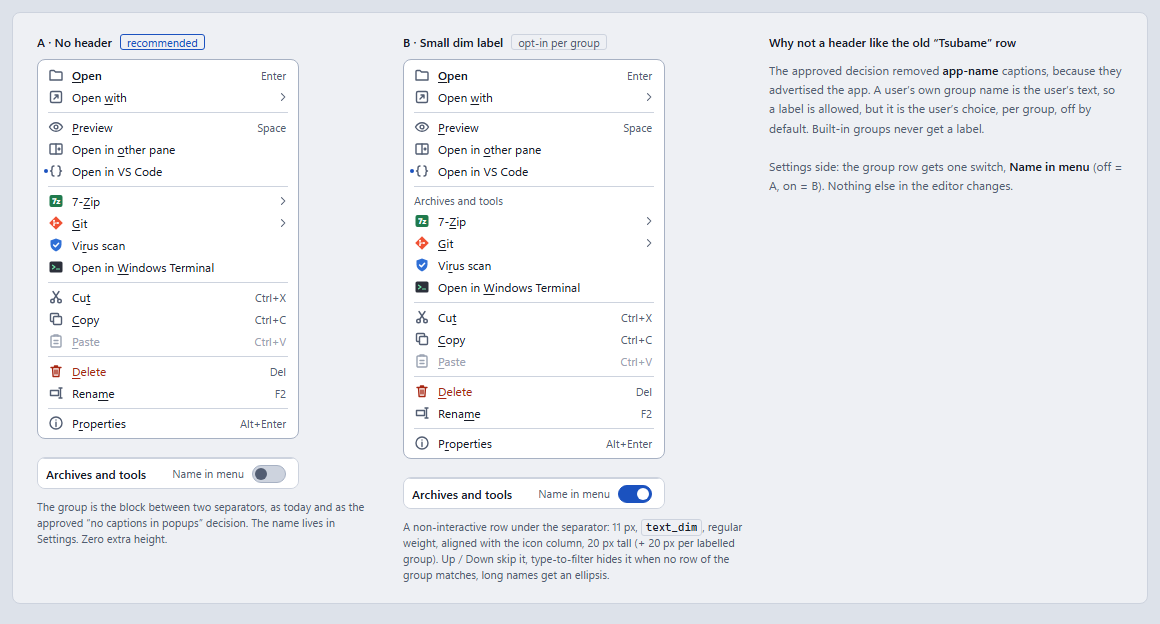 A · No header recommended
Open Enter
Open with
Preview Space
Open in other pane
Open in VS Code
7-Zip
Git
Virus scan
Open in Windows Terminal
Cut Ctrl+X
Copy Ctrl+C
Paste Ctrl+V
Delete Del
Rename F2
Properties Alt+Enter
Archives and tools Name in menu
The group is the block between two separators, as today and as the
approved “no captions in popups” decision. The name lives in
Settings. Zero extra height.
B · Small dim label opt-in per group
Open Enter
Open with
Preview Space
Open in other pane
Open in VS Code
Archives and tools
7z 7-Zip
Git
Virus scan
Open in Windows Terminal
Cut Ctrl+X
Copy Ctrl+C
Paste Ctrl+V
Delete Del
Rename F2
Properties Alt+Enter
Archives and tools Name in menu
A non-interactive row under the separator: 11 px, text_dim, regular
weight, aligned with the icon column, 20 px tall (+ 20 px per labelled
group). Up / Down skip it, type-to-filter hides it when no row of the
group matches, long names get an ellipsis.
Why not a header like the old “Tsubame” row
The approved decision removed app-name captions, because they
advertised the app. A user’s own group name is the user’s text, so
a label is allowed, but it is the user’s choice, per group, off by
default. Built-in groups never get a label.
Settings side: the group row gets one switch, Name in menu (off =
A, on = B). Nothing else in the editor changes.